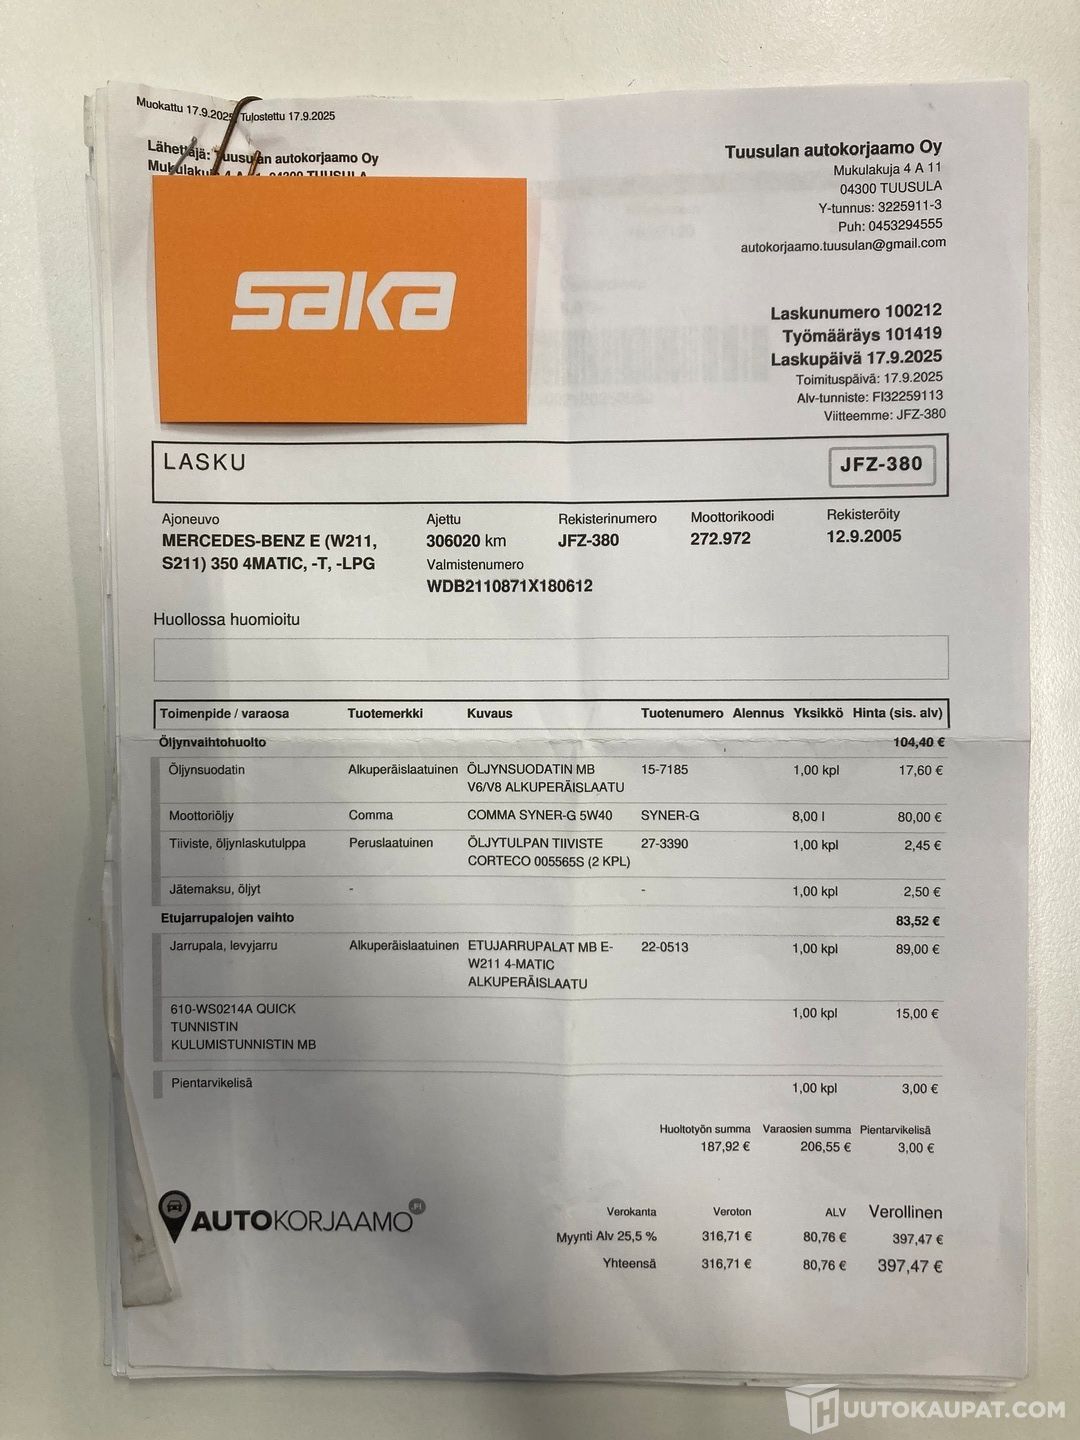 Muokattu 17.9.2025 Tulostettu 17.9.2025
Lähettäjä: Tuusulan autokorjaamo Oy
Mukulakuja 4 A 11, 04300 TUUSULA
saka
Tuusulan autokorjaamo Oy
Mukulakuja 4 A 11
04300 TUUSULA
Y-tunnus: 3225911-3
Puh: 0453294555
autokorjaamo.tuusulan@gmail.com
Laskunumero 100212
Työmääräys 101419
Laskupäivä 17.9.2025
Toimituspäivä: 17.9.2025
Alv-tunniste: FI32259113
Viitteemme: JFZ-380
LASKU JFZ-380
Ajoneuvo Ajettu Rekisterinumero Moottorikoodi Rekisteröity
MERCEDES-BENZ E (W211, 306020 km JFZ-380 272.972 12.9.2005
S211) 350 4MATIC, -T, -LPG Valmistenumero
WDB2110871X180612
Huollossa huomioitu
Toimenpide / varaosa Tuotemerkki Kuvaus Tuotenumero Alennus Yksikkö Hinta (sis. alv)
Öljynvaihtohuolto 104,40 €
Öljynsuodatin Alkuperäislaatuinen ÖLJYNSUODATIN MB 15-7185 1,00 kpl 17,60 €
V6/V8 ALKUPERÄISLAATU
Moottoriöljy Comma COMMA SYNER-G 5W40 SYNER-G 8,00 l 80,00 €
Tiiviste, öljynlaskutulppa Peruslaatuinen ÖLJYTULPAN TIIVISTE 27-3390 1,00 kpl 2,45 €
CORTECO 005565S (2 KPL)
Jätemaksu, öljyt - - 1,00 kpl 2,50 €
Etujarrupalojen vaihto 83,52 €
Jarrupala, levyjarru Alkuperäislaatuinen ETUJARRUPALAT MB E- 22-0513 1,00 kpl 89,00 €
W211 4-MATIC
ALKUPERÄISLAATU
610-WS0214A QUICK 1,00 kpl 15,00 €
TUNNISTIN
KULUMISTUNNISTIN MB
Pientarvikelisä 1,00 kpl 3,00 €
Huoltotyön summa Varaosien summa Pientarvikelisä
187,92 € 206,55 € 3,00 €
AUTOKORJAAMO .FI
Verokanta Veroton ALV Verollinen
Myynti Alv 25,5 % 316,71 € 80,76 € 397,47 €
Yhteensä 316,71 € 80,76 € 397,47 €
HUUTOKAUPAT.COM